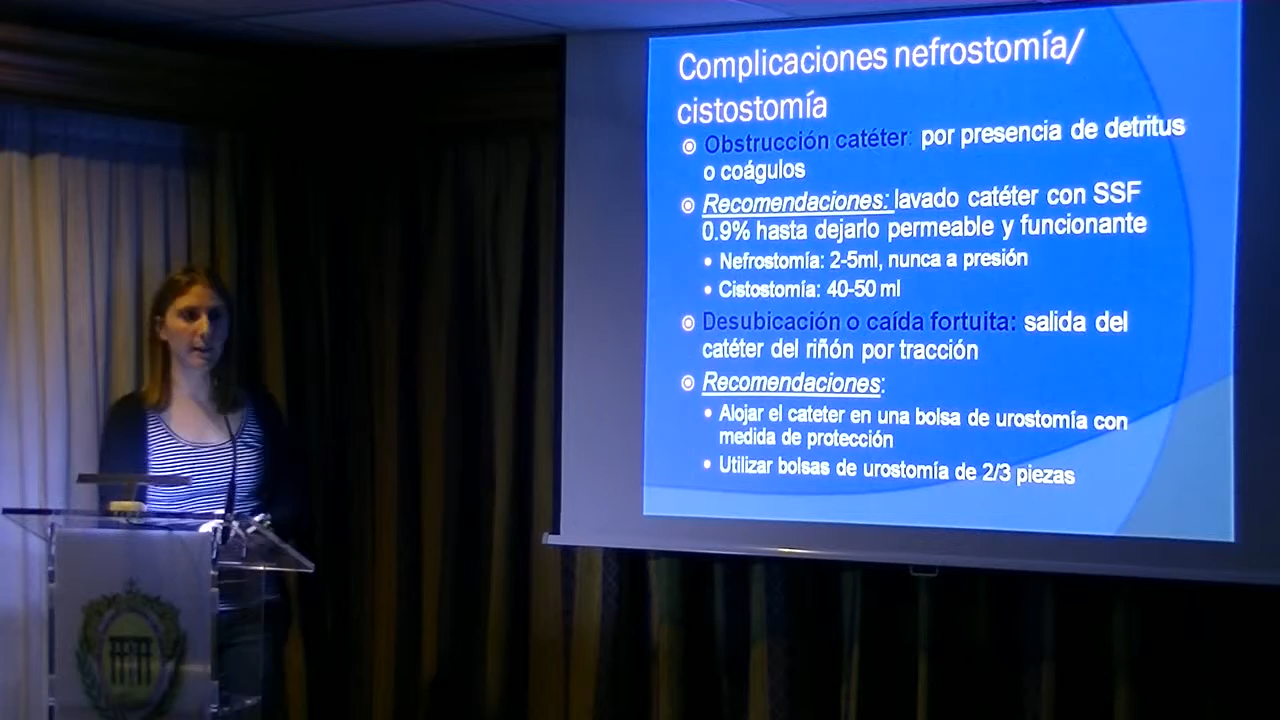 Complicaciones nefrostomía/
cistostomía
Obstrucción catéter: por presencia de detritus
o coágulos
Recomendaciones: lavado catéter con SSF
0.9% hasta dejarlo permeable y funcionante
Nefrostomía: 2-5ml, nunca a presión
Cistostomía: 40-50 ml
Desubicación o caída fortuita: salida del
catéter del riñón por tracción
Recomendaciones:
Alojar el cateter en una bolsa de urostomía con
medida de protección
Utilizar bolsas de urostomía de 2/3 piezas